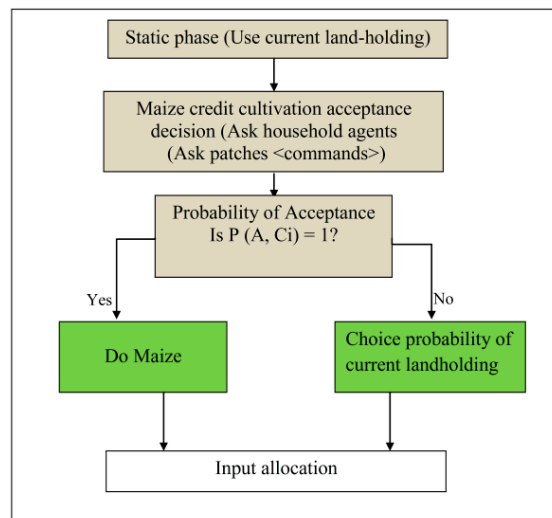 Static phase (Use current land-holding)
Maize credit cultivation acceptance
decision (Ask household agents
(Ask patches <commands>)
Probability of Acceptance
Is P (A, Ci) = 1?
Yes
No
Do Maize
Choice probability of
current landholding
Input allocation